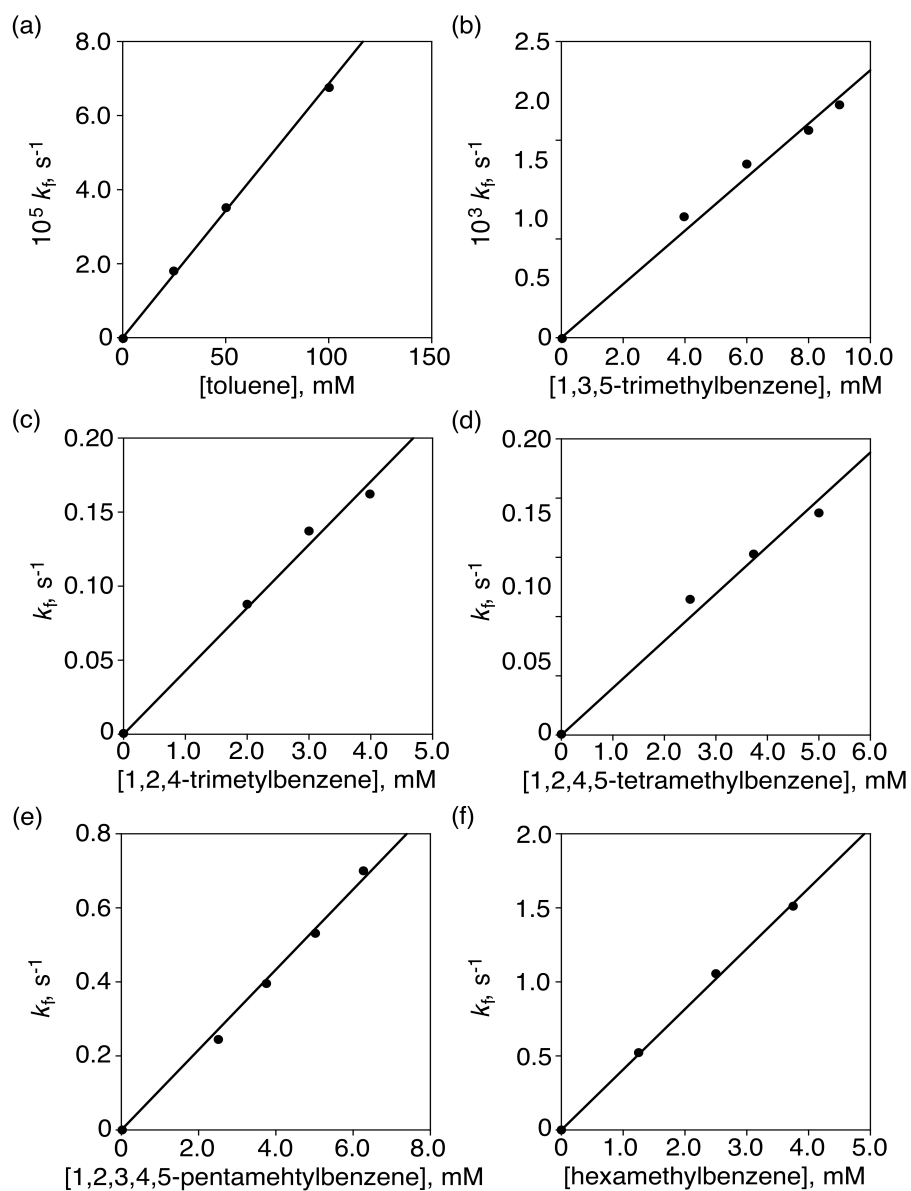 (a)
8.0
6.0
4.0
2.0
0
10⁵ k_f, s⁻¹
0 50 100 150
[toluene], mM
(b)
2.5
2.0
1.5
1.0
0.5
0
10³ k_f, s⁻¹
0 2.0 4.0 6.0 8.0 10.0
[1,3,5-trimethylbenzene], mM
(c)
0.20
0.15
0.10
0.05
0
k_f, s⁻¹
0 1.0 2.0 3.0 4.0 5.0
[1,2,4-trimetylbenzene], mM
(d)
0.20
0.15
0.10
0.05
0
k_f, s⁻¹
0 1.0 2.0 3.0 4.0 5.0 6.0
[1,2,4,5-tetramethylbenzene], mM
(e)
0.8
0.6
0.4
0.2
0
k_f, s⁻¹
0 2.0 4.0 6.0 8.0
[1,2,3,4,5-pentamehtylbenzene], mM
(f)
2.0
1.5
1.0
0.5
0
k_f, s⁻¹
0 1.0 2.0 3.0 4.0 5.0
[hexamethylbenzene], mM